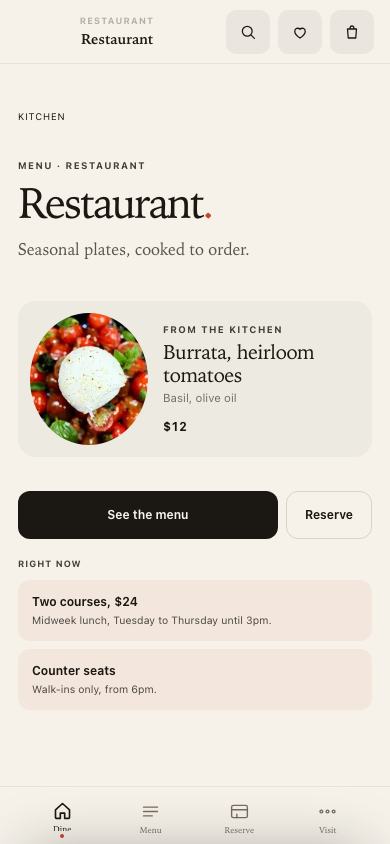 RESTAURANT
Restaurant
KITCHEN
MENU · RESTAURANT
Restaurant.
Seasonal plates, cooked to order.
FROM THE KITCHEN
Burrata, heirloom
tomatoes
Basil, olive oil
$12
See the menu
Reserve
RIGHT NOW
Two courses, $24
Midweek lunch, Tuesday to Thursday until 3pm.
Counter seats
Walk-ins only, from 6pm.
Dine
Menu
Reserve
Visit